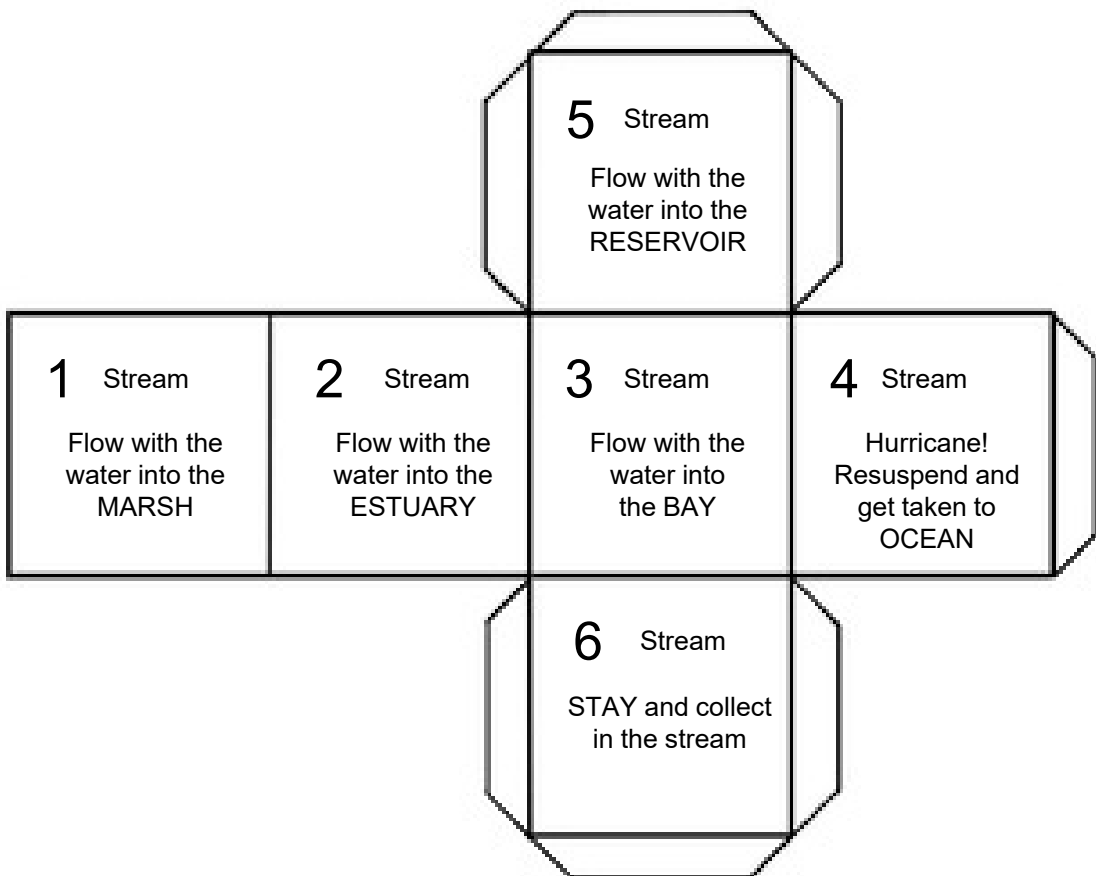 5 Stream
Flow with the
water into the
RESERVOIR
1 Stream
Flow with the
water into the
MARSH
2 Stream
Flow with the
water into the
ESTUARY
3 Stream
Flow with the
water into
the BAY
4 Stream
Hurricane!
Resuspend and
get taken to
OCEAN
6 Stream
STAY and collect
in the stream